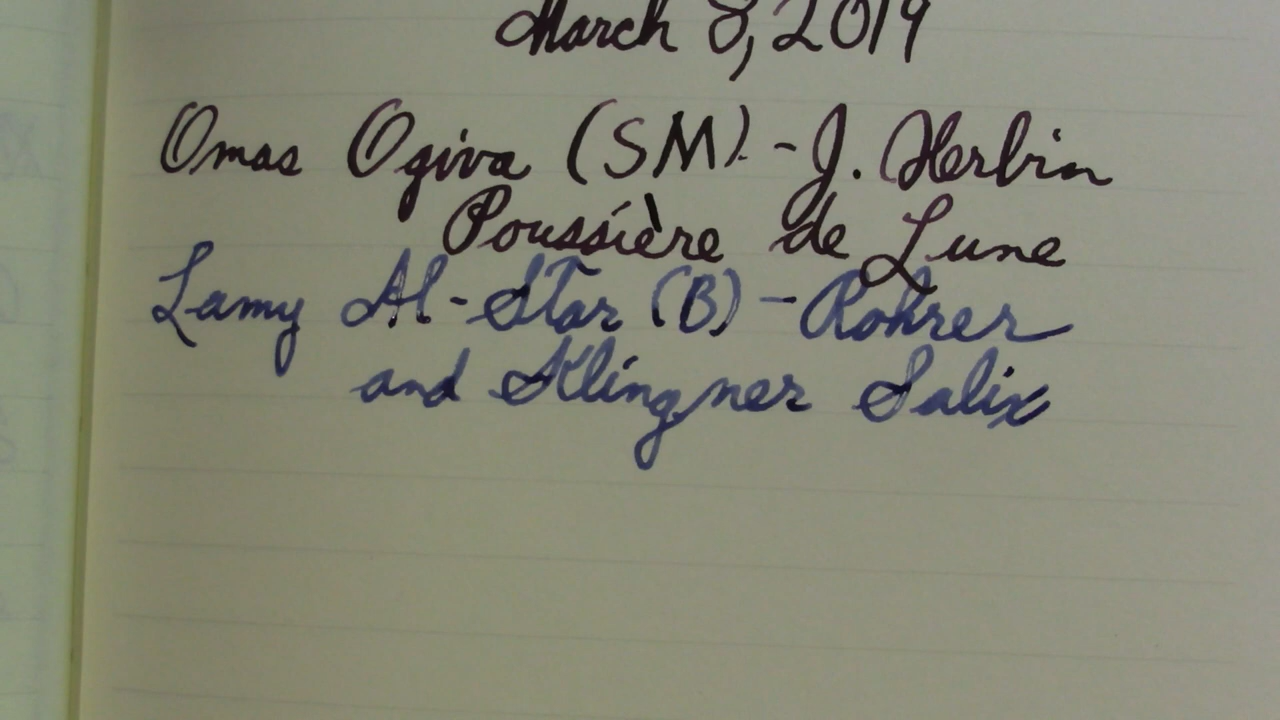 March 8, 2019
Omas Ogiva (SM) - J. Herbin
Poussière de Lune
Lamy Al-Star (B) - Rohrer
and Klingner Salix